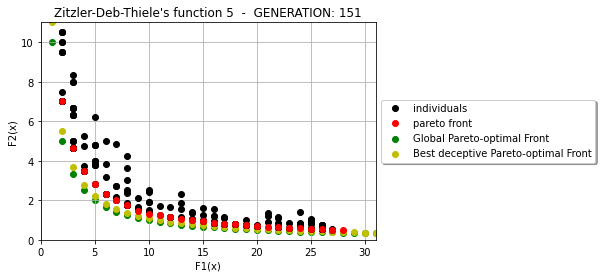 Zitzler-Deb-Thiele's function 5 - GENERATION: 151
F2(x)
10
8
6
4
2
0
0 5 10 15 20 25 30
F1(x)
individuals
pareto front
Global Pareto-optimal Front
Best deceptive Pareto-optimal Front